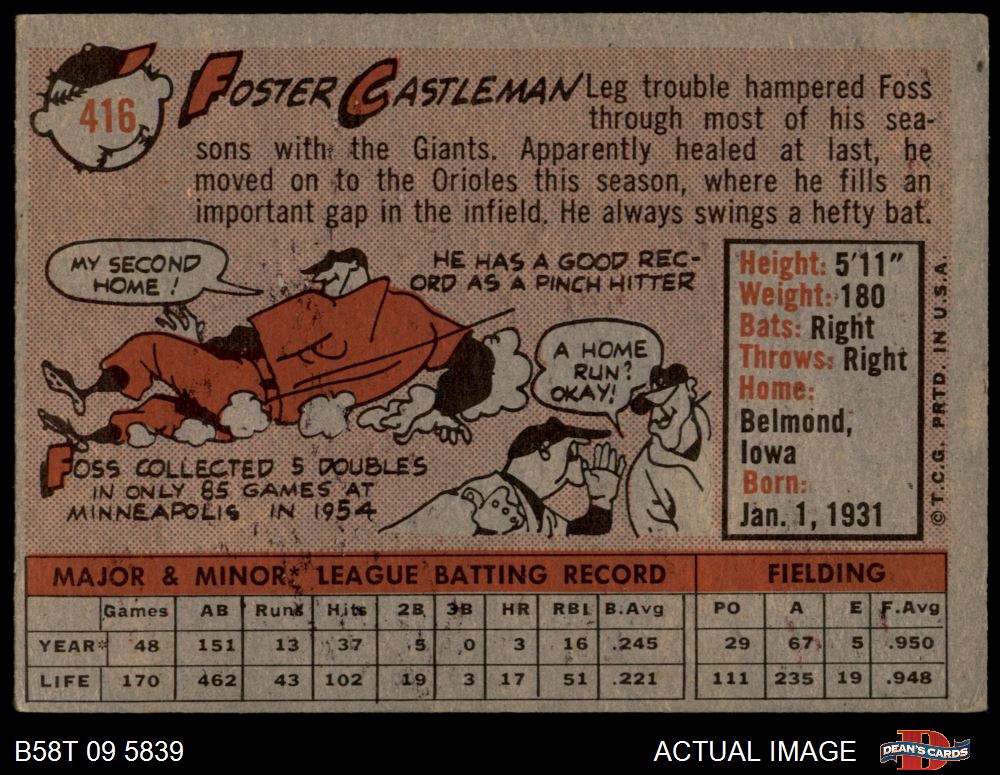 416
FOSTER CASTLEMAN Leg trouble hampered Foss
through most of his sea-
sons with the Giants. Apparently healed at last, he
moved on to the Orioles this season, where he fills an
important gap in the infield. He always swings a hefty bat.
MY SECOND
HOME!
HE HAS A GOOD REC-
ORD AS A PINCH HITTER
A HOME
RUN?
OKAY!
FOSS COLLECTED 5 DOUBLES
IN ONLY 85 GAMES AT
MINNEAPOLIS IN 1954
Height: 5'11"
Weight: 180
Bats: Right
Throws: Right
Home:
Belmond,
Iowa
Born:
Jan. 1, 1931
© T.C.G. PRTD. IN U.S.A.
MAJOR & MINOR* LEAGUE BATTING RECORD FIELDING
Games AB Runs Hits 2B 3B HR RBI B.Avg PO A E F.Avg
YEAR* 48 151 13 37 5 0 3 16 .245 29 67 5 .950
LIFE 170 462 43 102 19 3 17 51 .221 111 235 19 .948
B58T 09 5839 ACTUAL IMAGE DEAN'S CARDS